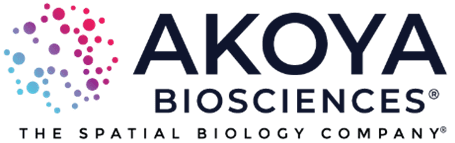 AKOYA
BIOSCIENCES®
THE SPATIAL BIOLOGY COMPANY®